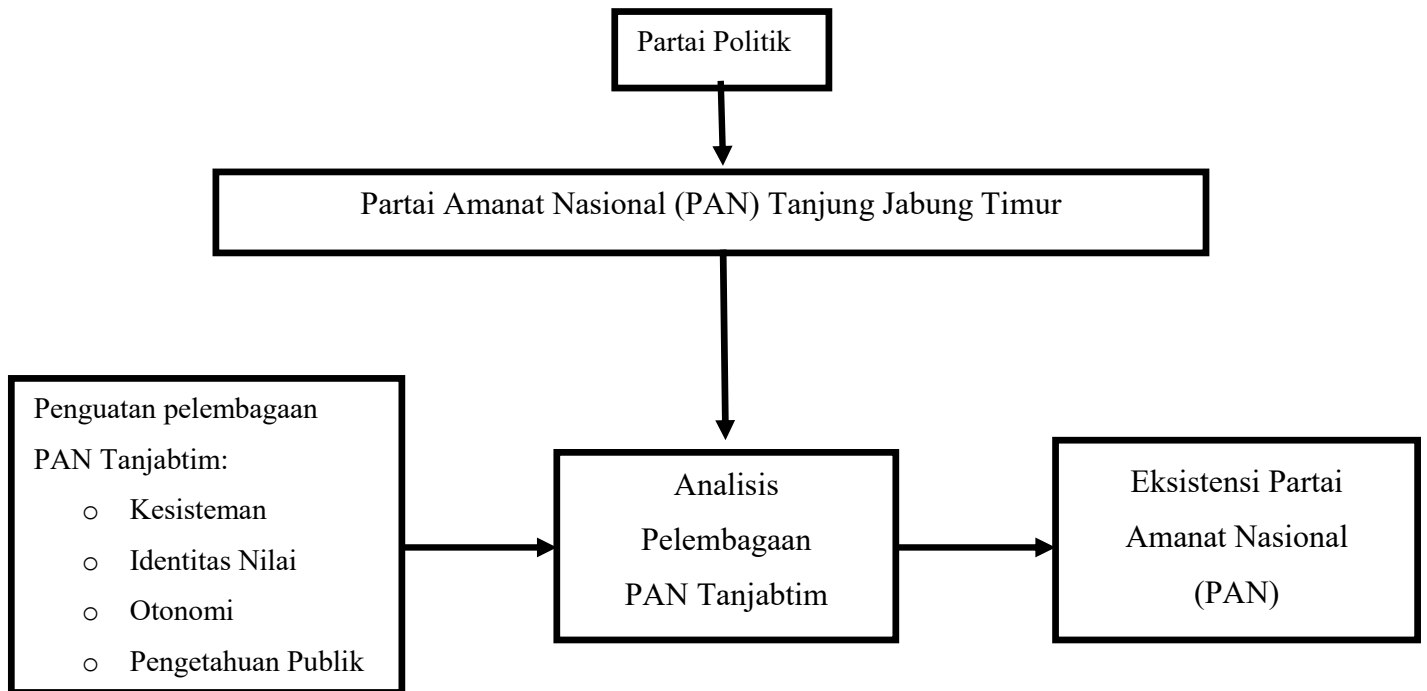 Partai Politik
Partai Amanat Nasional (PAN) Tanjung Jabung Timur
Penguatan pelembagaan
PAN Tanjabtim:
o Kesisteman
o Identitas Nilai
o Otonomi
o Pengetahuan Publik
Analisis
Pelembagaan
PAN Tanjabtim
Eksistensi Partai
Amanat Nasional
(PAN)